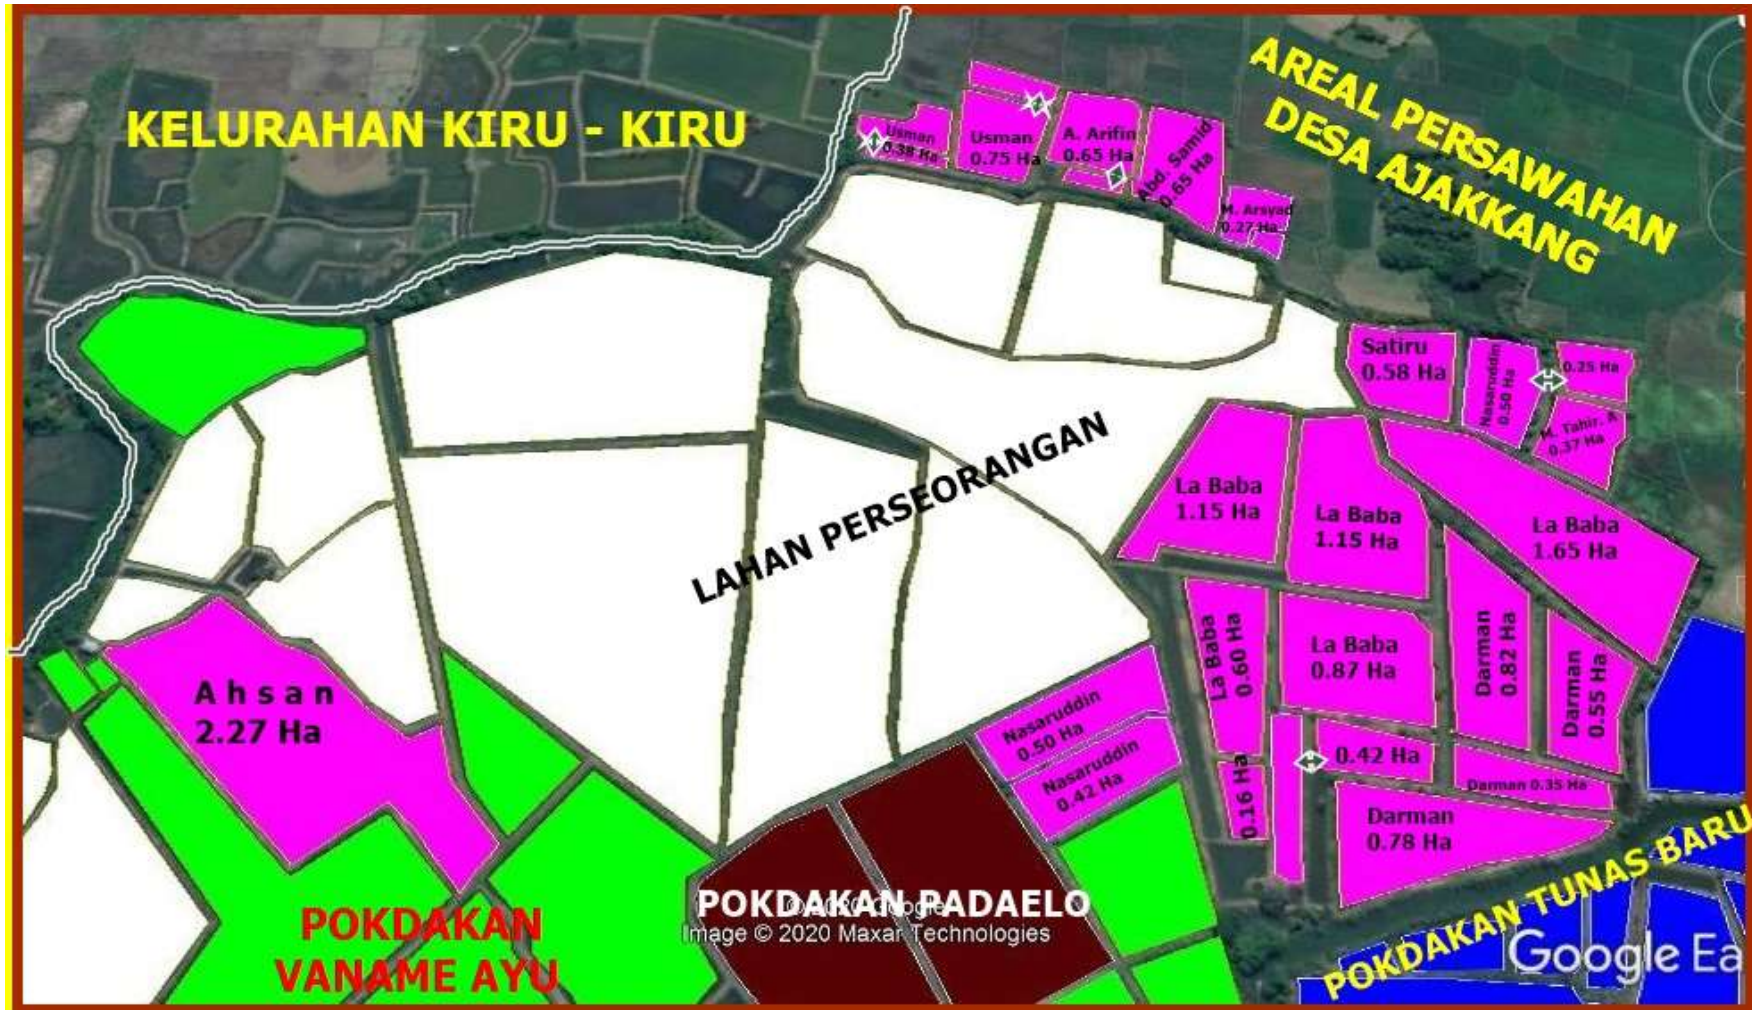 KELURAHAN KIRU - KIRU
AREAL PERSAWAHAN
DESA AJAKKANG
Usman
0.38 Ha
Usman
0.75 Ha
A. Arifin
0.65 Ha
Abd. Samid
0.65 Ha
M. Arsyad
0.27 Ha
Satiru
0.58 Ha
Nasaruddin
0.50 Ha
0.25 Ha
M. Tahir. A
0.37 Ha
LAHAN PERSEORANGAN
La Baba
1.15 Ha
La Baba
1.15 Ha
La Baba
1.65 Ha
La Baba
0.60 Ha
La Baba
0.87 Ha
Darman
0.82 Ha
Darman
0.55 Ha
A h s a n
2.27 Ha
Nasaruddin
0.50 Ha
Nasaruddin
0.42 Ha
0.16 Ha
0.42 Ha
Darman 0.35 Ha
Darman
0.78 Ha
POKDAKAN
VANAME AYU
POKDAKAN PADAELO
Image © 2020 Maxar Technologies
POKDAKAN TUNAS BARU
Google Ea